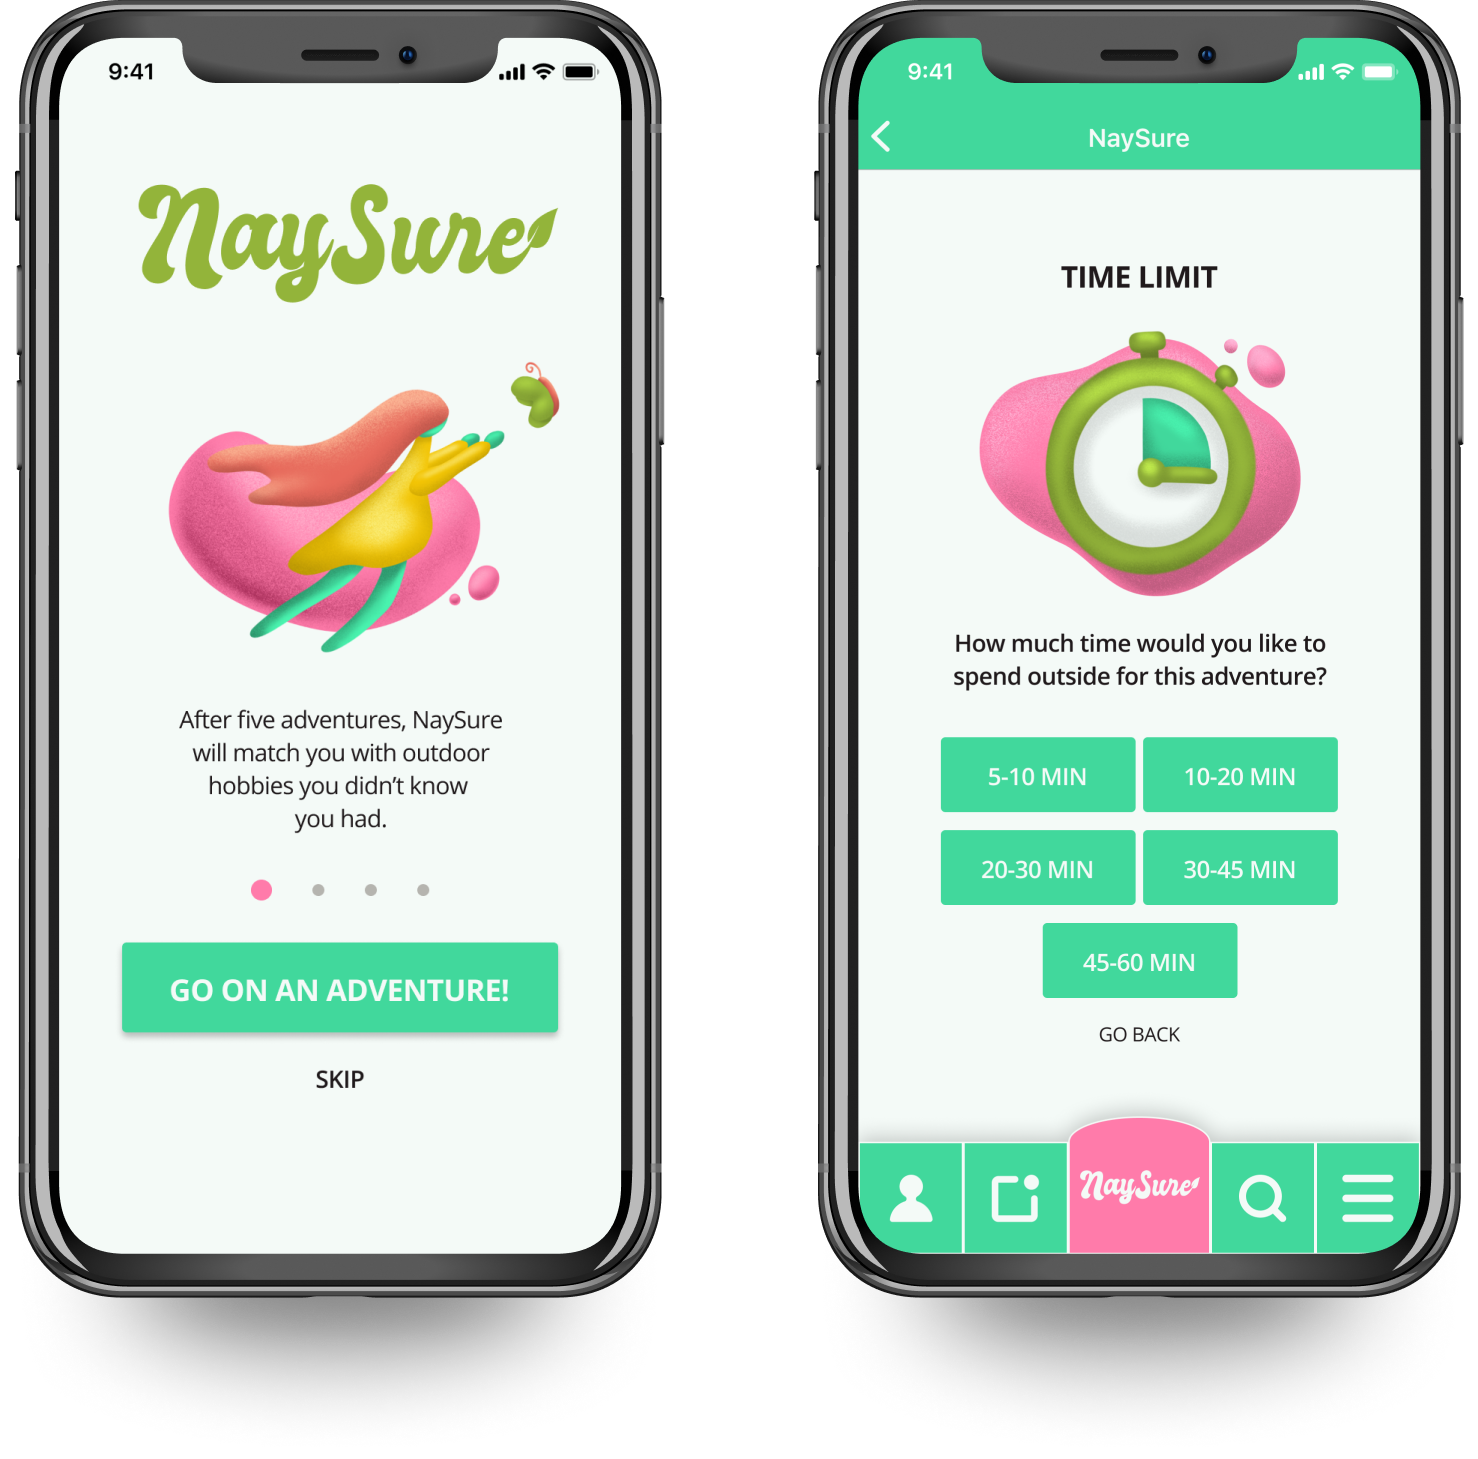 9:41
NaySure
After five adventures, NaySure
will match you with outdoor
hobbies you didn't know
you had.
GO ON AN ADVENTURE!
SKIP
9:41
NaySure
TIME LIMIT
How much time would you like to
spend outside for this adventure?
5-10 MIN
10-20 MIN
20-30 MIN
30-45 MIN
45-60 MIN
GO BACK
NaySure